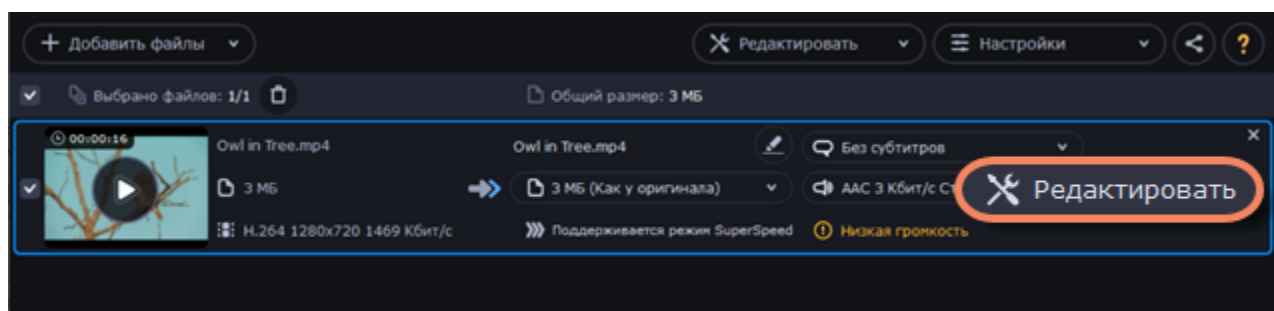 Добавить файлы
Редактировать
Настройки
?
Выбрано файлов: 1/1
Общий размер: 3 МБ
00:00:16
Owl in Tree.mp4
Owl in Tree.mp4
Без субтитров
3 МБ
3 МБ (Как у оригинала)
AAC 3 Кбит/с
Редактировать
H.264 1280x720 1469 Кбит/с
Поддерживается режим SuperSpeed
Низкая громкость